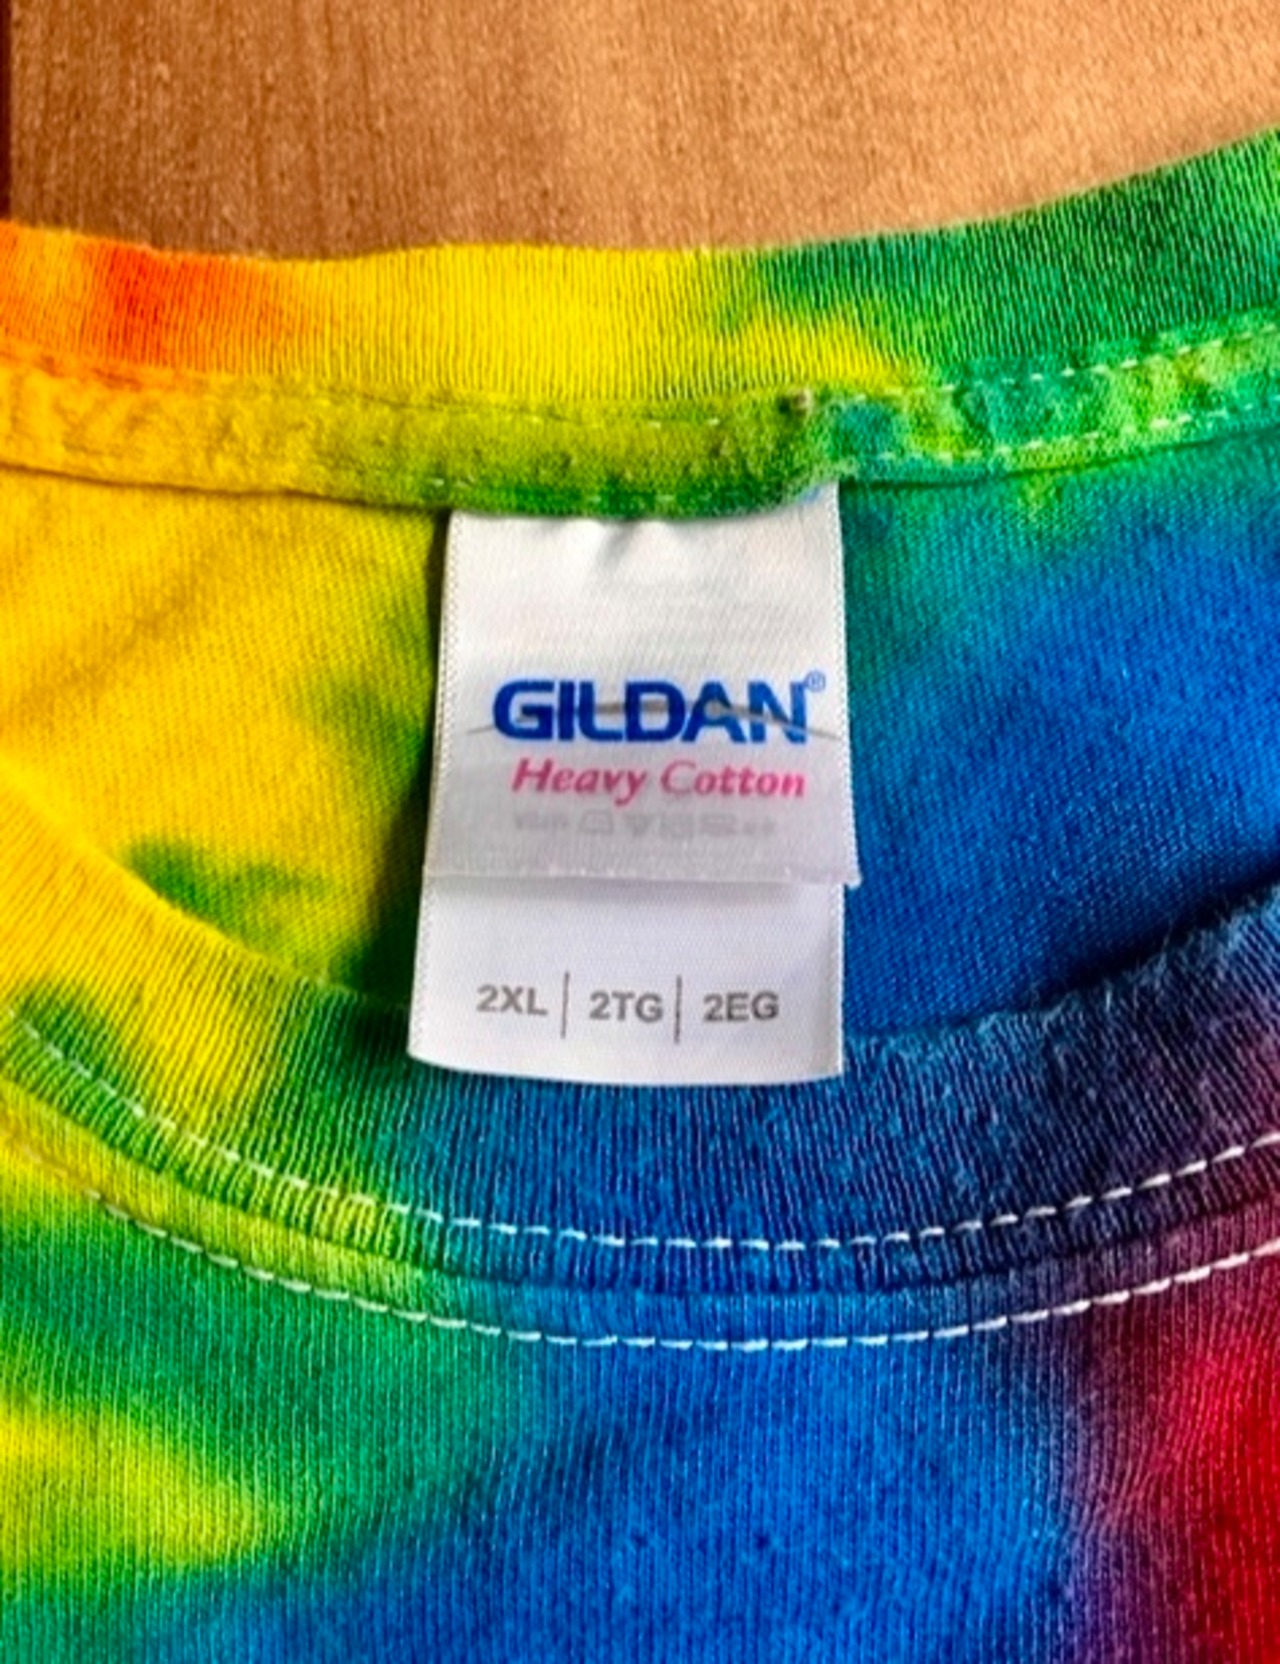 GILDAN®
Heavy Cotton
2XL | 2TG | 2EG